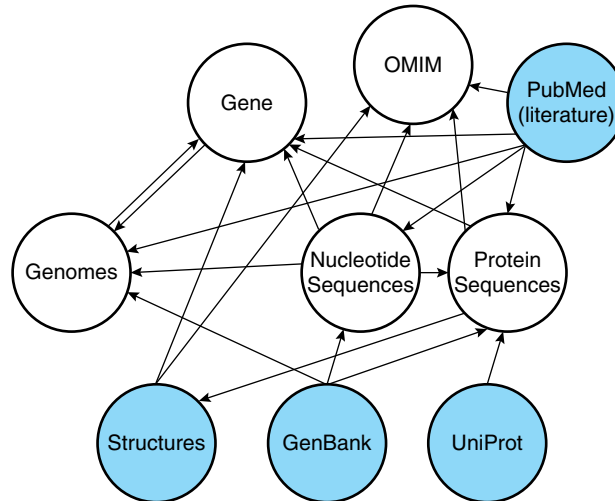 OMIM
PubMed
(literature)
Gene
Genomes
Nucleotide
Sequences
Protein
Sequences
Structures
GenBank
UniProt